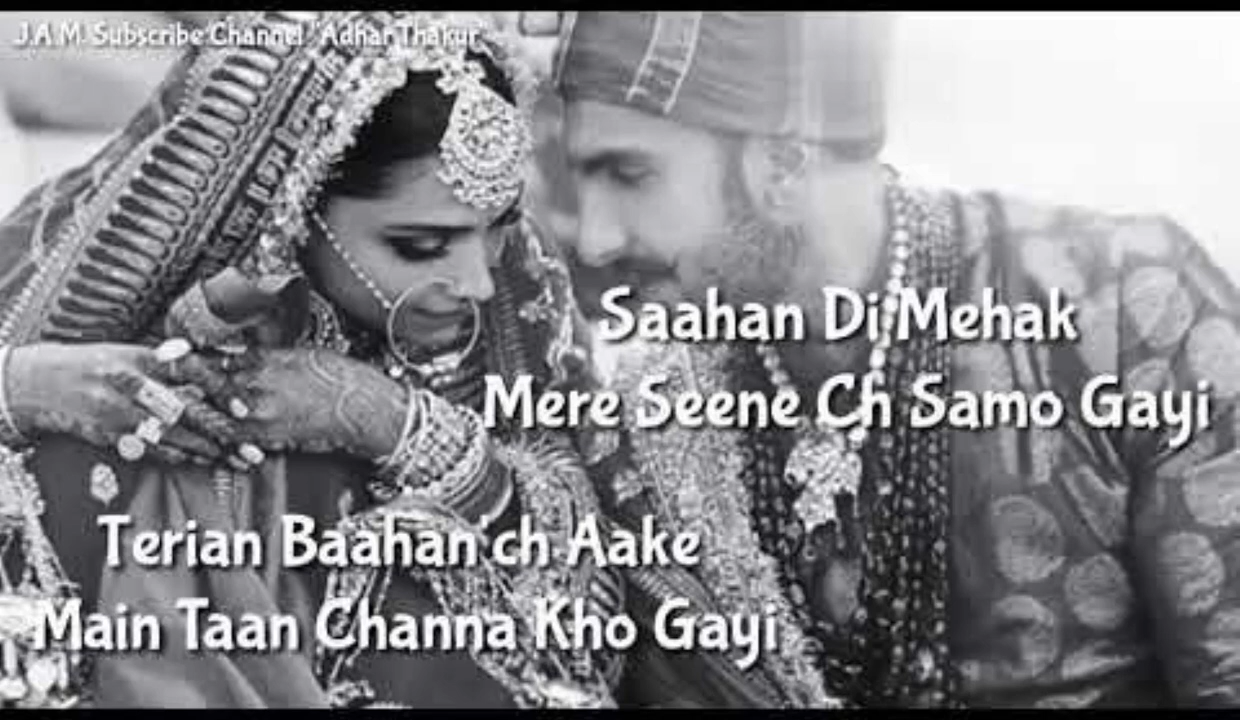 J.A.M. Subscribe Channel "Adhar Thakur"
Saahan Di Mehak
Mere Seene Ch Samo Gayi
Terian Baahan'ch Aake
Main Taan Channa Kho Gayi